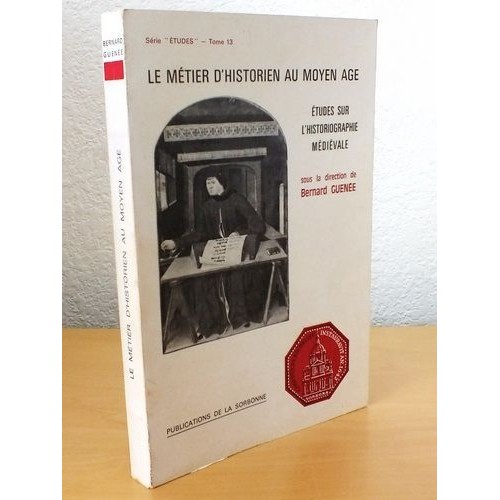 Série "ÉTUDES" — Tome 13
LE MÉTIER D'HISTORIEN AU MOYEN AGE
ÉTUDES SUR
L'HISTORIOGRAPHIE
MÉDIÉVALE
sous la direction de
Bernard GUENÉE
PUBLICATIONS DE LA SORBONNE
BERNARD
GUENÉE
LE MÉTIER D'HISTORIEN AU MOYEN AGE